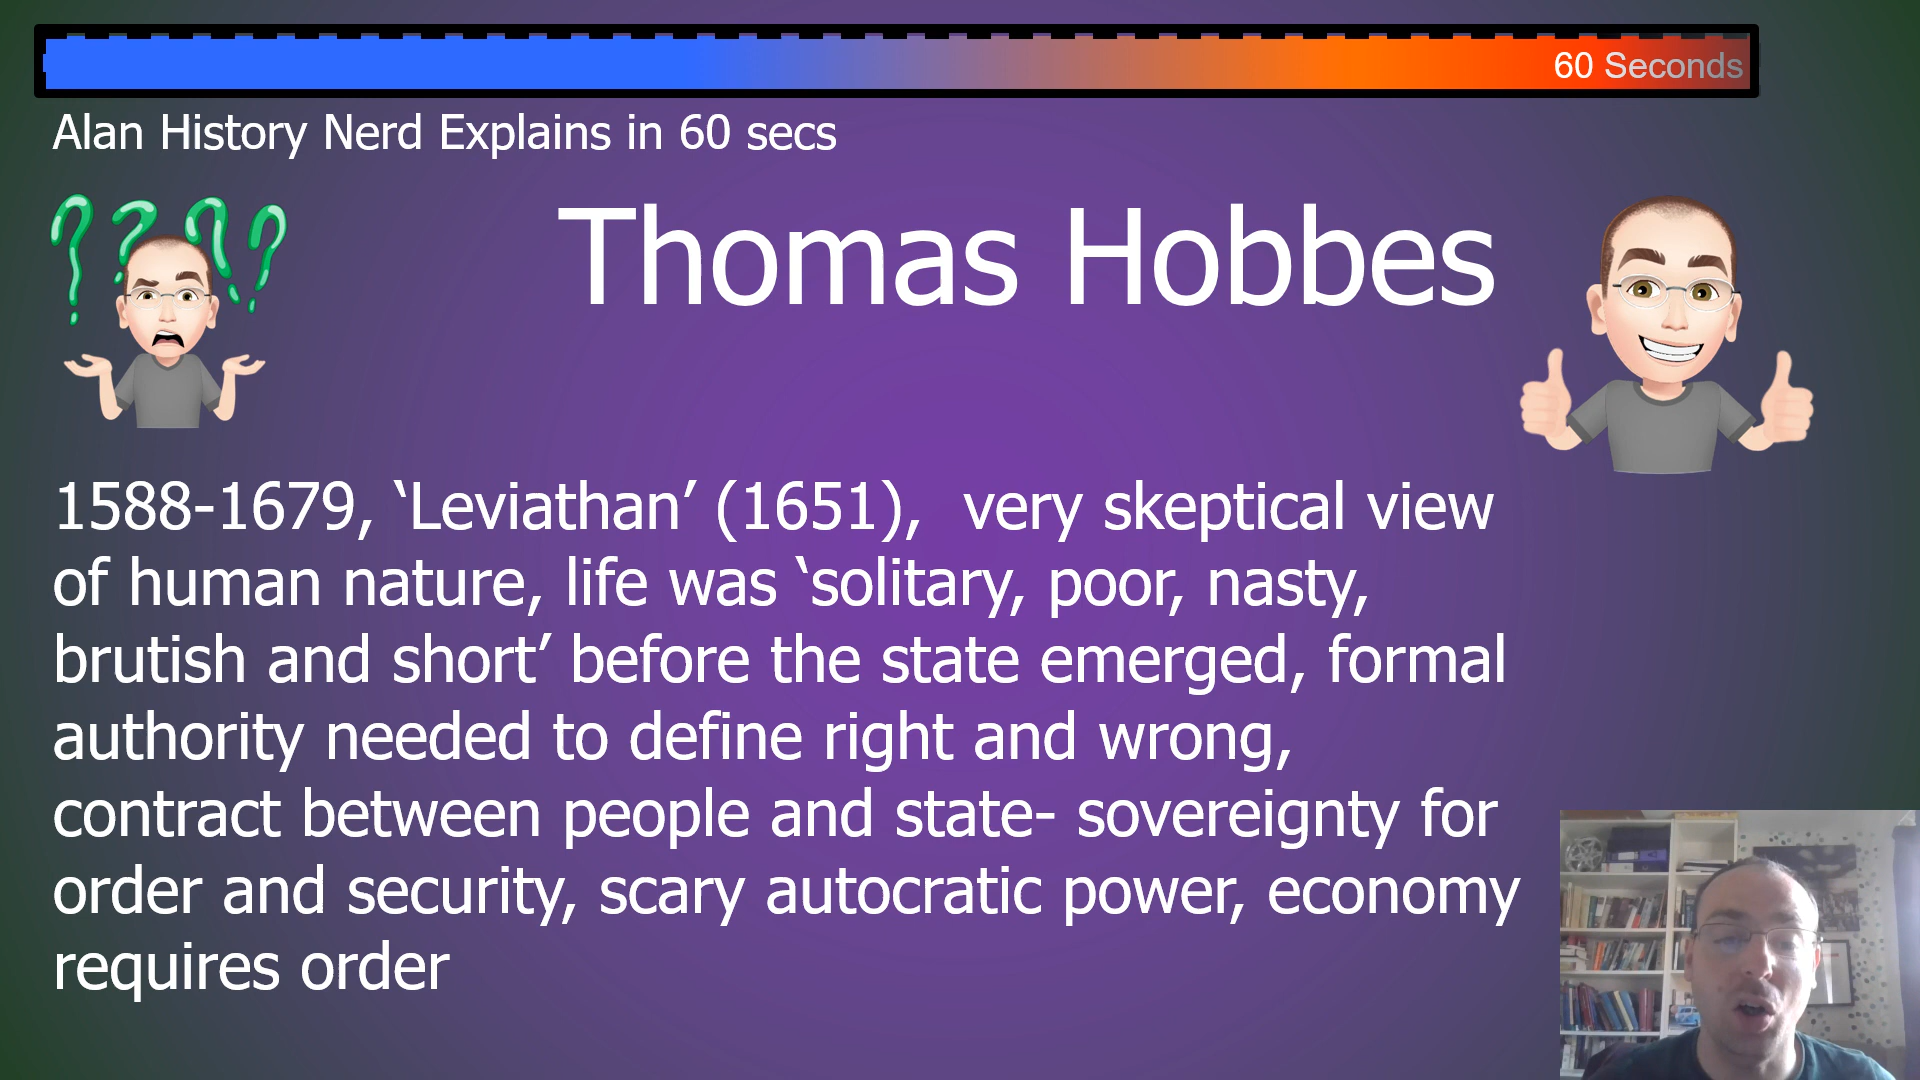 60 Seconds
Alan History Nerd Explains in 60 secs
Thomas Hobbes
1588-1679, ‘Leviathan’ (1651),  very skeptical view
of human nature, life was ‘solitary, poor, nasty,
brutish and short’ before the state emerged, formal
authority needed to define right and wrong,
contract between people and state- sovereignty for
order and security, scary autocratic power, economy
requires order